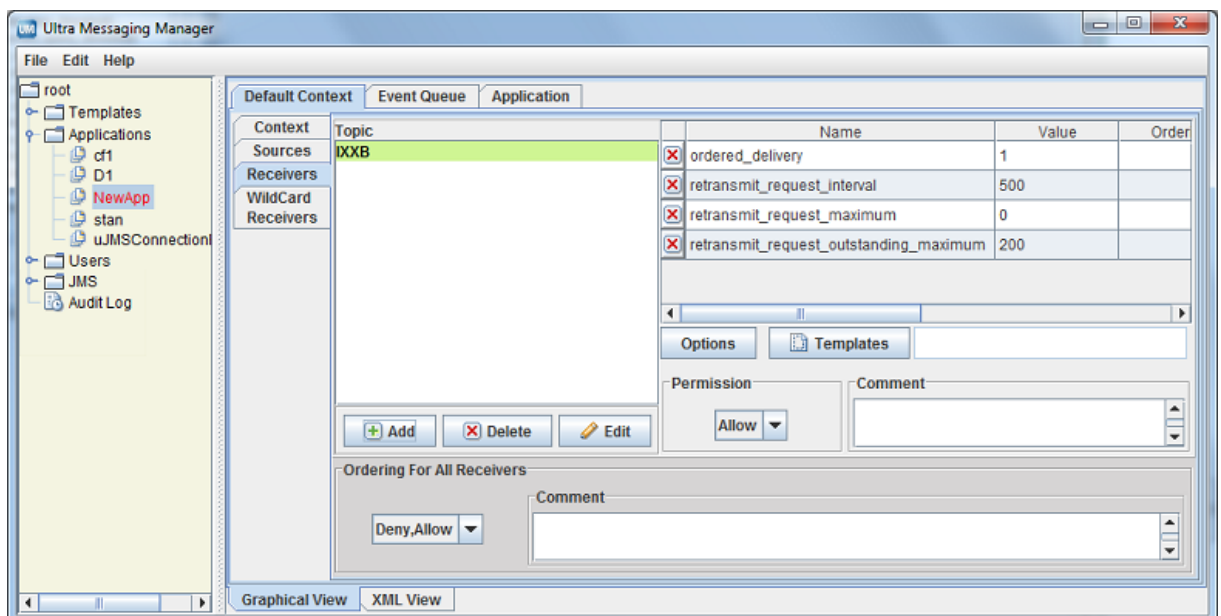 UM Ultra Messaging Manager
File Edit Help
root
Templates
Applications
cf1
D1
NewApp
stan
uJMSConnectionl
Users
JMS
Audit Log
Default Context Event Queue Application
Context
Sources
Receivers
WildCard
Receivers
Topic
IXXB
Name Value Order
ordered_delivery 1
retransmit_request_interval 500
retransmit_request_maximum 0
retransmit_request_outstanding_maximum 200
Options Templates
Permission Comment
Allow
Add Delete Edit
Ordering For All Receivers
Comment
Deny,Allow
Graphical View XML View